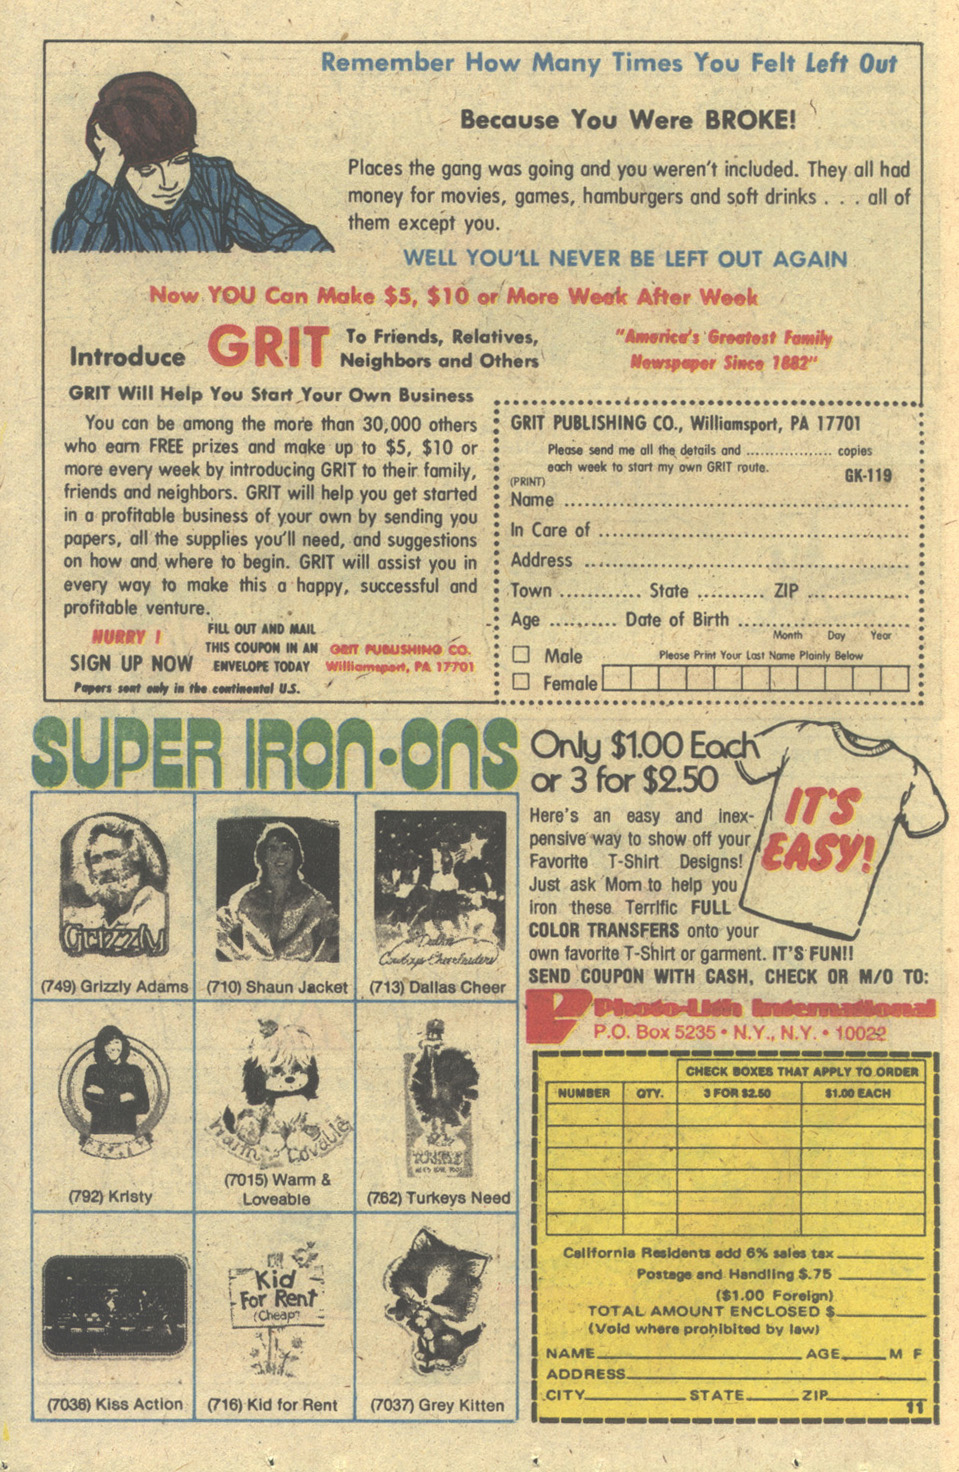 Remember How Many Times You Felt Left Out
Because You Were BROKE!
Places the gang was going and you weren't included. They all had
money for movies, games, hamburgers and soft drinks . . . all of
them except you.
WELL YOU'LL NEVER BE LEFT OUT AGAIN
Now YOU Can Make $5, $10 or More Week After Week
Introduce GRIT To Friends, Relatives,
Neighbors and Others
"America's Greatest Family
Newspaper Since 1882"
GRIT Will Help You Start Your Own Business
You can be among the more than 30,000 others
who earn FREE prizes and make up to $5, $10 or
more every week by introducing GRIT to their family,
friends and neighbors. GRIT will help you get started
in a profitable business of your own by sending you
papers, all the supplies you'll need, and suggestions
on how and where to begin. GRIT will assist you in
every way to make this a happy, successful and
profitable venture.
HURRY !
SIGN UP NOW
FILL OUT AND MAIL
THIS COUPON IN AN
ENVELOPE TODAY
GRIT PUBLISHING CO.
Williamsport, PA 17701
Papers sent only in the continental U.S.
GRIT PUBLISHING CO., Williamsport, PA 17701
Please send me all the details and .................. copies
each week to start my own GRIT route.
GK-119
(PRINT)
Name
In Care of
Address
Town ............ State .......... ZIP
Age .......... Date of Birth
Month Day Year
Male
Please Print Your Last Name Plainly Below
Female
SUPER IRON-ONS
Grizzly
(749) Grizzly Adams
(710) Shaun Jacket
Dallas
Cowboys Cheerleaders
(713) Dallas Cheer
(792) Kristy
Warm Lovable
(7015) Warm &
Loveable
(762) Turkeys Need
(7036) Kiss Action
Kid
For Rent
(Cheap)
(716) Kid for Rent
(7037) Grey Kitten
Only $1.00 Each
or 3 for $2.50
IT'S
EASY!
Here's an easy and inex-
pensive way to show off your
Favorite T-Shirt Designs!
Just ask Mom to help you
iron these Terrific FULL
COLOR TRANSFERS onto your
own favorite T-Shirt or garment. IT'S FUN!!
SEND COUPON WITH CASH, CHECK OR M/O TO:
Photo-Lith International
P.O. Box 5235 • N.Y., N.Y. • 10022
CHECK BOXES THAT APPLY TO ORDER
NUMBER QTY. 3 FOR $2.50 $1.00 EACH
California Residents add 6% sales tax
Postage and Handling $.75
($1.00 Foreign)
TOTAL AMOUNT ENCLOSED $
(Void where prohibited by law)
NAME AGE M F
ADDRESS
CITY STATE ZIP
11